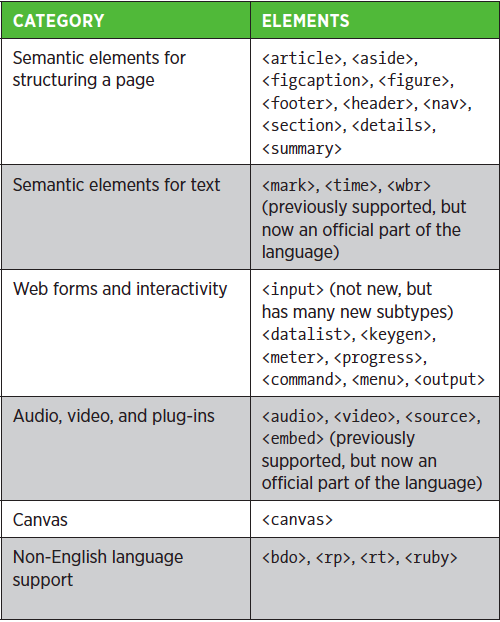 CATEGORY ELEMENTS
Semantic elements for
structuring a page
<article>, <aside>,
<figcaption>, <figure>,
<footer>, <header>, <nav>,
<section>, <details>,
<summary>
Semantic elements for text
<mark>, <time>, <wbr>
(previously supported, but
now an official part of the
language)
Web forms and interactivity
<input> (not new, but
has many new subtypes)
<datalist>, <keygen>,
<meter>, <progress>,
<command>, <menu>, <output>
Audio, video, and plug-ins
<audio>, <video>, <source>,
<embed> (previously
supported, but now an
official part of the language)
Canvas
<canvas>
Non-English language
support
<bdo>, <rp>, <rt>, <ruby>